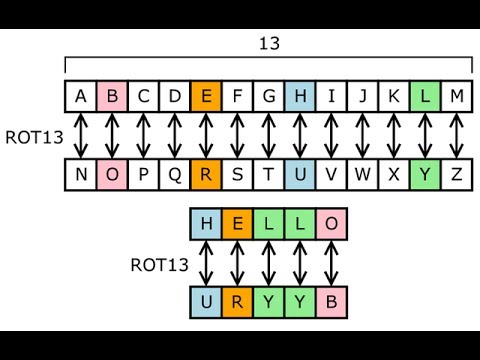 13
A B C D E F G H I J K L M
ROT13
N O P Q R S T U V W X Y Z
H E L L O
ROT13
U R Y Y B